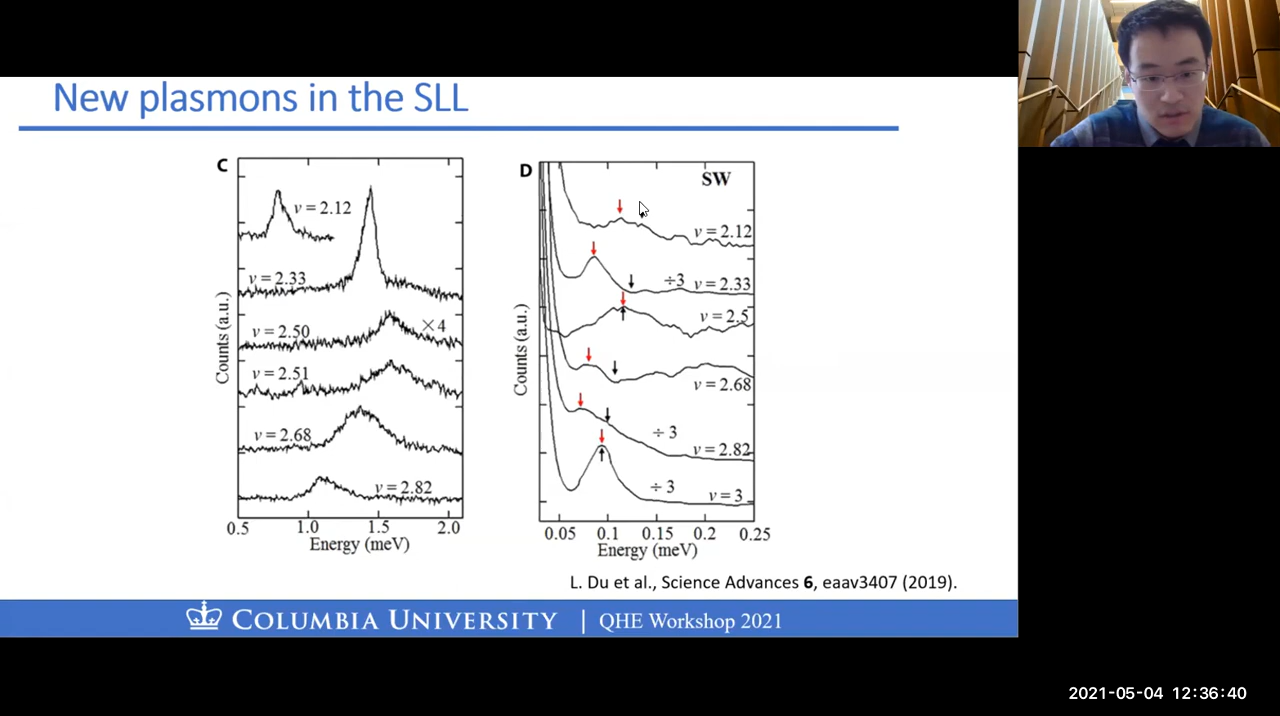 New plasmons in the SLL
C
ν = 2.12
ν = 2.33
ν = 2.50
×4
ν = 2.51
ν = 2.68
ν = 2.82
Counts (a.u.)
0.5 1.0 1.5 2.0
Energy (meV)
D
SW
ν = 2.12
÷3 ν = 2.33
ν = 2.5
ν = 2.68
÷ 3
ν = 2.82
÷ 3 ν = 3
Counts (a.u.)
0.05 0.1 0.15 0.2 0.25
Energy (meV)
L. Du et al., Science Advances 6, eaav3407 (2019).
COLUMBIA UNIVERSITY | QHE Workshop 2021
2021-05-04 12:36:40